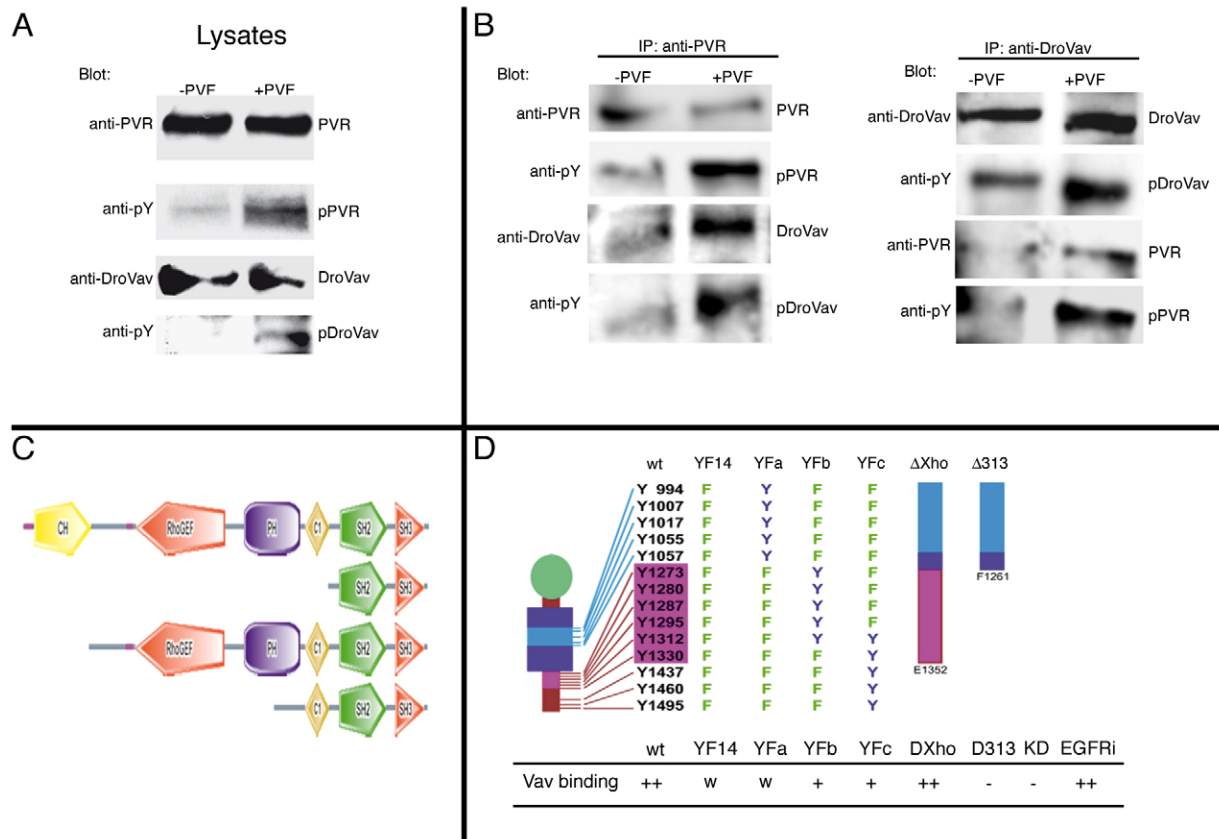 A
Lysates
Blot:
-PVF +PVF
anti-PVR PVR
anti-pY pPVR
anti-DroVav DroVav
anti-pY pDroVav
B
IP: anti-PVR
Blot:
-PVF +PVF
anti-PVR PVR
anti-pY pPVR
anti-DroVav DroVav
anti-pY pDroVav
IP: anti-DroVav
Blot:
-PVF +PVF
anti-DroVav DroVav
anti-pY pDroVav
anti-PVR PVR
anti-pY pPVR
C
CH RhoGEF PH C1 SH2 SH3
SH2 SH3
RhoGEF PH C1 SH2 SH3
C1 SH2 SH3
D
wt YF14 YFa YFb YFc ΔXho Δ313
Y 994 F Y F F
Y1007 F Y F F
Y1017 F Y F F
Y1055 F Y F F
Y1057 F Y F F
Y1273 F F Y F
Y1280 F F Y F
Y1287 F F Y F
Y1295 F F Y F
Y1312 F F Y Y
Y1330 F F F Y
Y1437 F F F Y
Y1460 F F F Y
Y1495 F F F Y
F1261
E1352
wt YF14 YFa YFb YFc DXho D313 KD EGFRi
Vav binding ++ w w + + ++ - - ++